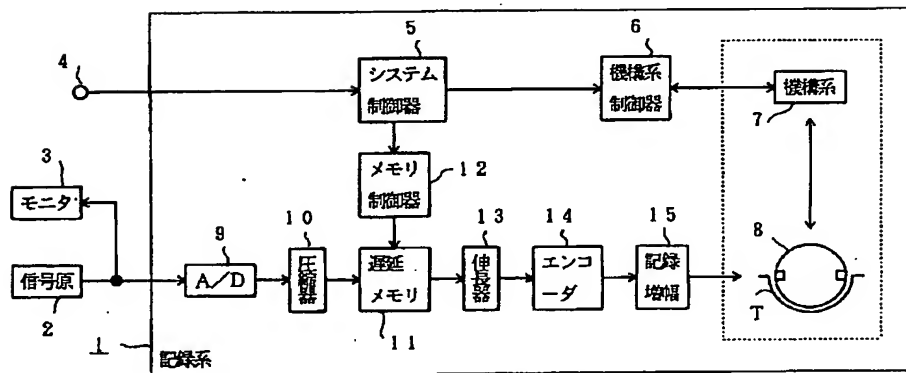 5
システム
制御器
4
6
機構系
制御器
機構系
7
3
モニタ
メモリ
制御器
12
信号原
2
9
A/D
10
圧縮器
遅延
メモリ
11
13
伸長器
14
エンコ
ーダ
15
記録
増幅
8
T
1
記録系